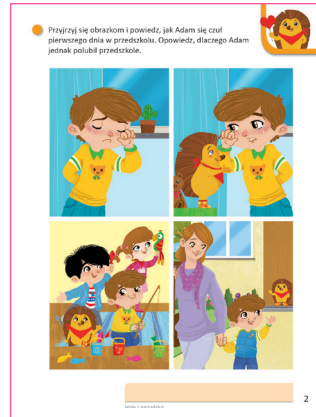 Przyjrzyj się obrazkom i powiedz, jak Adam się czuł
pierwszego dnia w przedszkolu. Opowiedz, dlaczego Adam
jednak polubił przedszkole.
2